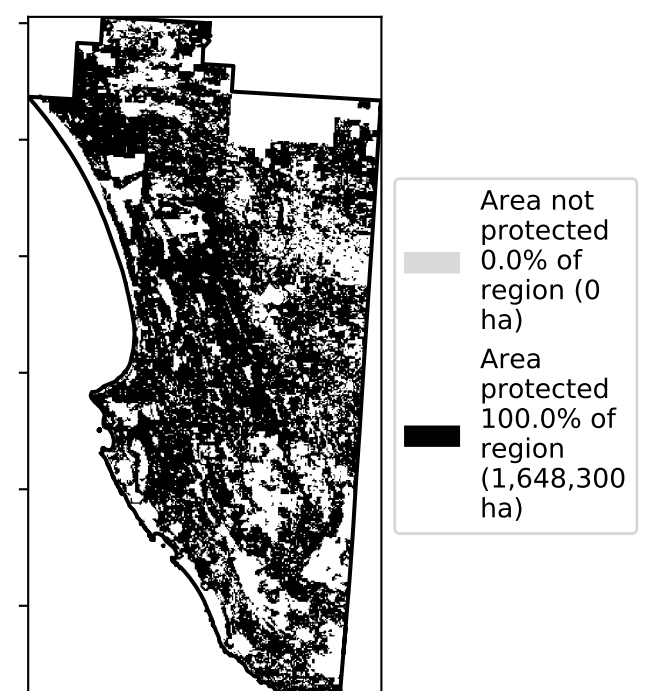 Area not
protected
0.0% of
region (0
ha)
Area
protected
100.0% of
region
(1,648,300
ha)